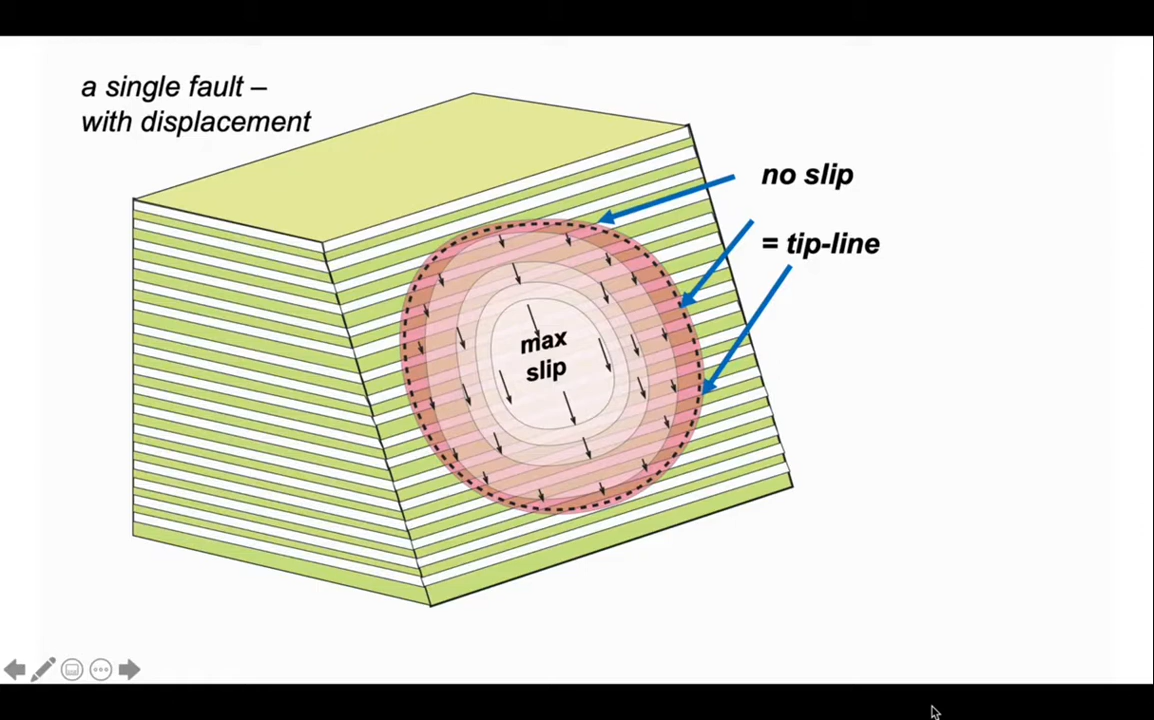 a single fault –
with displacement
no slip
= tip-line
max
slip